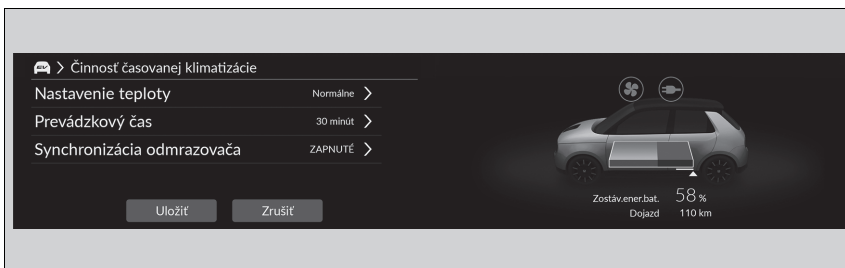 EV > Činnosť časovanej klimatizácie
Nastavenie teploty Normálne >
Prevádzkový čas 30 minút >
Synchronizácia odmrazovača ZAPNUTÉ >
Uložiť Zrušiť
Zostáv.ener.bat. 58 %
Dojazd 110 km